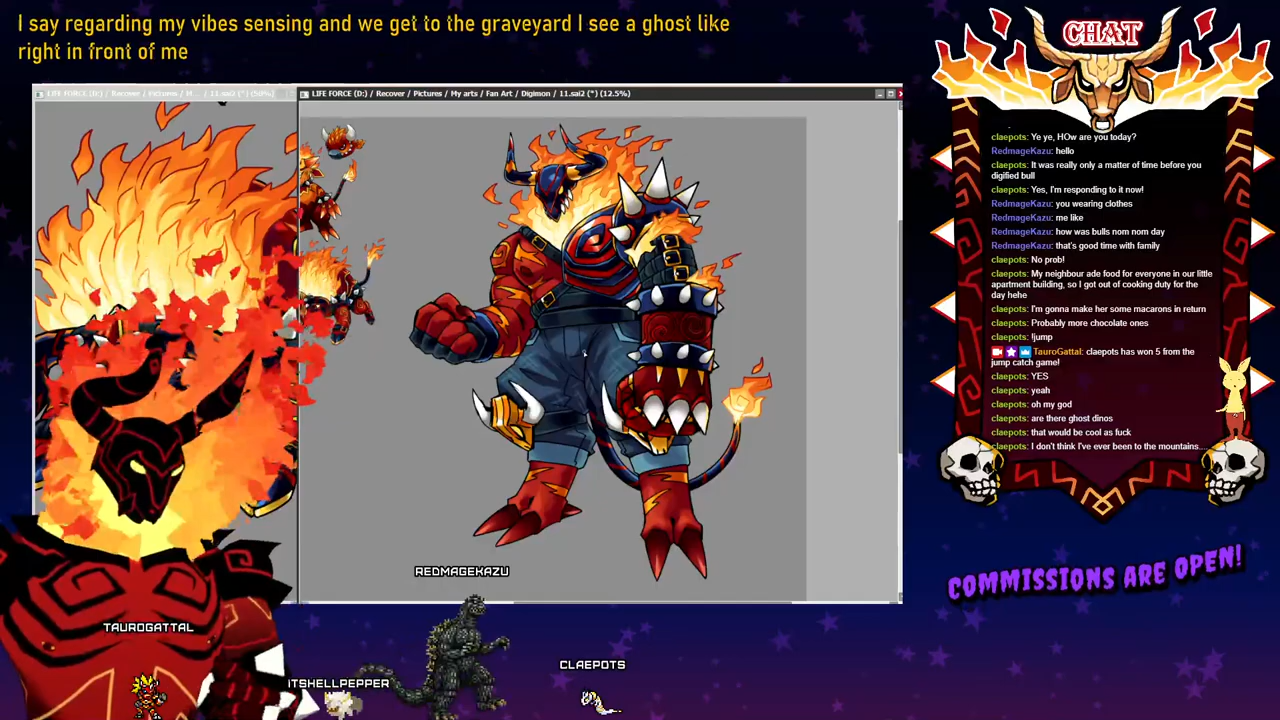 I say regarding my vibes sensing and we get to the graveyard I see a ghost like
right in front of me
LIFE FORCE (D:) / Recover / Pictures / M... / 11.sai2 (*) (50%)
LIFE FORCE (D:) / Recover / Pictures / My arts / Fan Art / Digimon / 11.sai2 (*) (12.5%)
CHAT
claepots: Ye ye, HOw are you today?
RedmageKazu: hello
claepots: It was really only a matter of time before you
digified bull
claepots: Yes, I'm responding to it now!
RedmageKazu: you wearing clothes
RedmageKazu: me like
RedmageKazu: how was bulls nom nom day
RedmageKazu: that's good time with family
claepots: No prob!
claepots: My neighbour ade food for everyone in our little
apartment building, so I got out of cooking duty for the
day hehe
claepots: I'm gonna make her some macarons in return
claepots: Probably more chocolate ones
claepots: !jump
TauroGattal: claepots has won 5 from the
jump catch game!
claepots: YES
claepots: yeah
claepots: oh my god
claepots: are there ghost dinos
claepots: that would be cool as fuck
claepots: I don't think I've ever been to the mountains....
COMMISSIONS ARE OPEN!
REDMAGEKAZU
TAUROGATTAL
ITSHELLPEPPER
CLAEPOTS